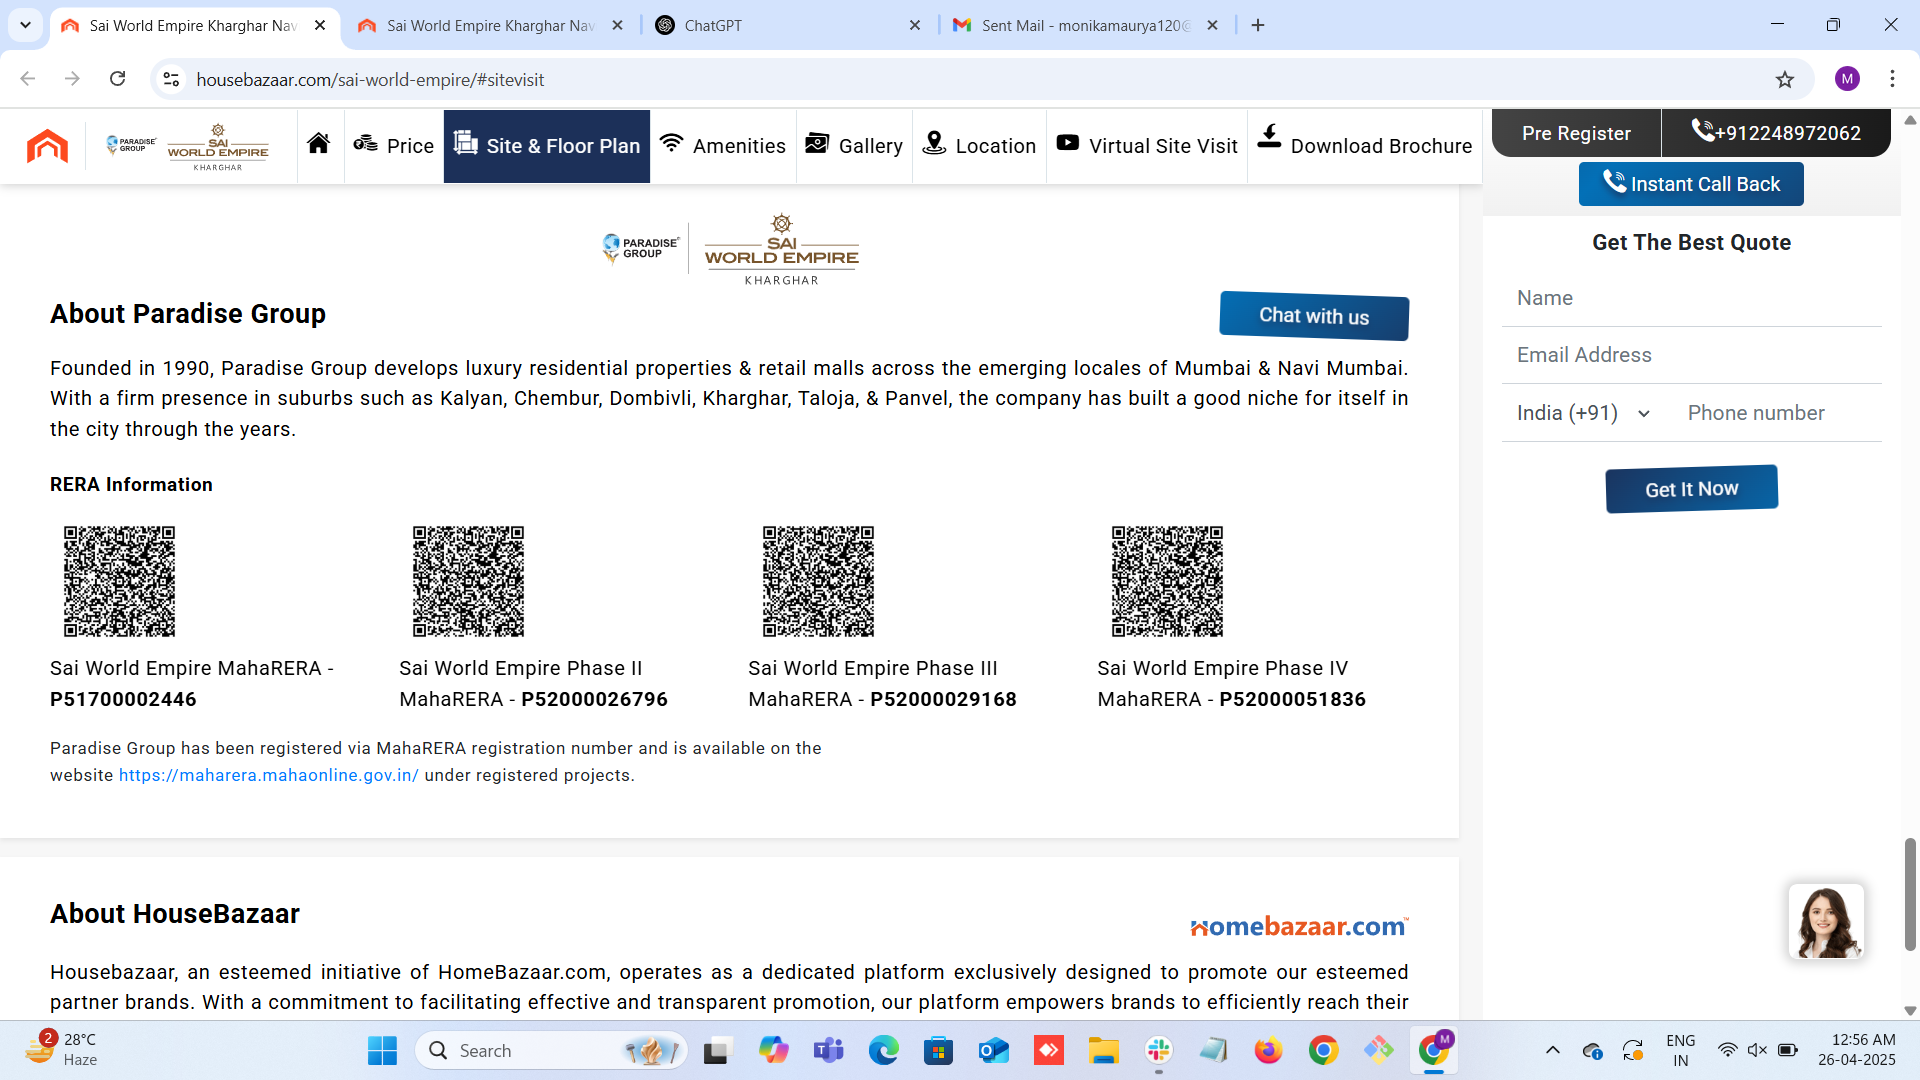 Sai World Empire Kharghar Nav
Sai World Empire Kharghar Nav
ChatGPT
Sent Mail - monikamaurya120@
housebazaar.com/sai-world-empire/#sitevisit
M
PARADISE GROUP
SAI WORLD EMPIRE KHARGHAR
Price
Site & Floor Plan
Amenities
Gallery
Location
Virtual Site Visit
Download Brochure
Pre Register
+912248972062
Instant Call Back
PARADISE GROUP
SAI
WORLD EMPIRE
KHARGHAR
Get The Best Quote
Name
Email Address
India (+91)
Phone number
Get It Now
About Paradise Group
Chat with us
Founded in 1990, Paradise Group develops luxury residential properties & retail malls across the emerging locales of Mumbai & Navi Mumbai.
With a firm presence in suburbs such as Kalyan, Chembur, Dombivli, Kharghar, Taloja, & Panvel, the company has built a good niche for itself in
the city through the years.
RERA Information
Sai World Empire MahaRERA -
P51700002446
Sai World Empire Phase II
MahaRERA - P52000026796
Sai World Empire Phase III
MahaRERA - P52000029168
Sai World Empire Phase IV
MahaRERA - P52000051836
Paradise Group has been registered via MahaRERA registration number and is available on the
website https://maharera.mahaonline.gov.in/ under registered projects.
About HouseBazaar
homebazaar.com
Housebazaar, an esteemed initiative of HomeBazaar.com, operates as a dedicated platform exclusively designed to promote our esteemed
partner brands. With a commitment to facilitating effective and transparent promotion, our platform empowers brands to efficiently reach their
2
28°C
Haze
Search
M
ENG
IN
12:56 AM
26-04-2025